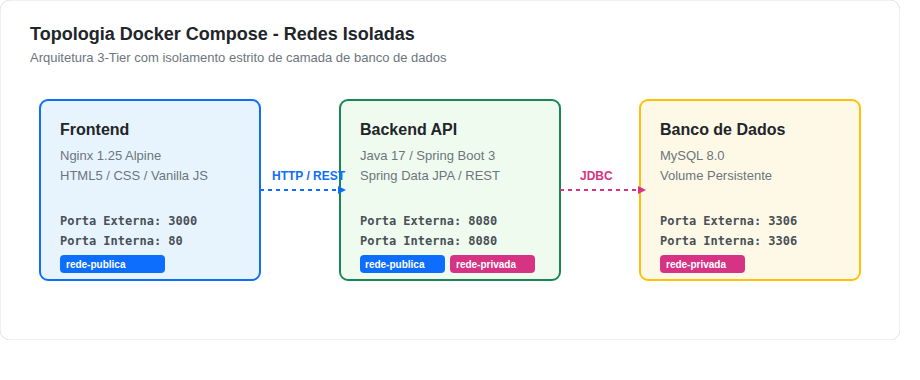 Topologia Docker Compose - Redes Isoladas
Arquitetura 3-Tier com isolamento estrito de camada de banco de dados
Frontend
Nginx 1.25 Alpine
HTML5 / CSS / Vanilla JS
Porta Externa: 3000
Porta Interna: 80
rede-publica
HTTP / REST
Backend API
Java 17 / Spring Boot 3
Spring Data JPA / REST
Porta Externa: 8080
Porta Interna: 8080
rede-publica
rede-privada
JDBC
Banco de Dados
MySQL 8.0
Volume Persistente
Porta Externa: 3306
Porta Interna: 3306
rede-privada